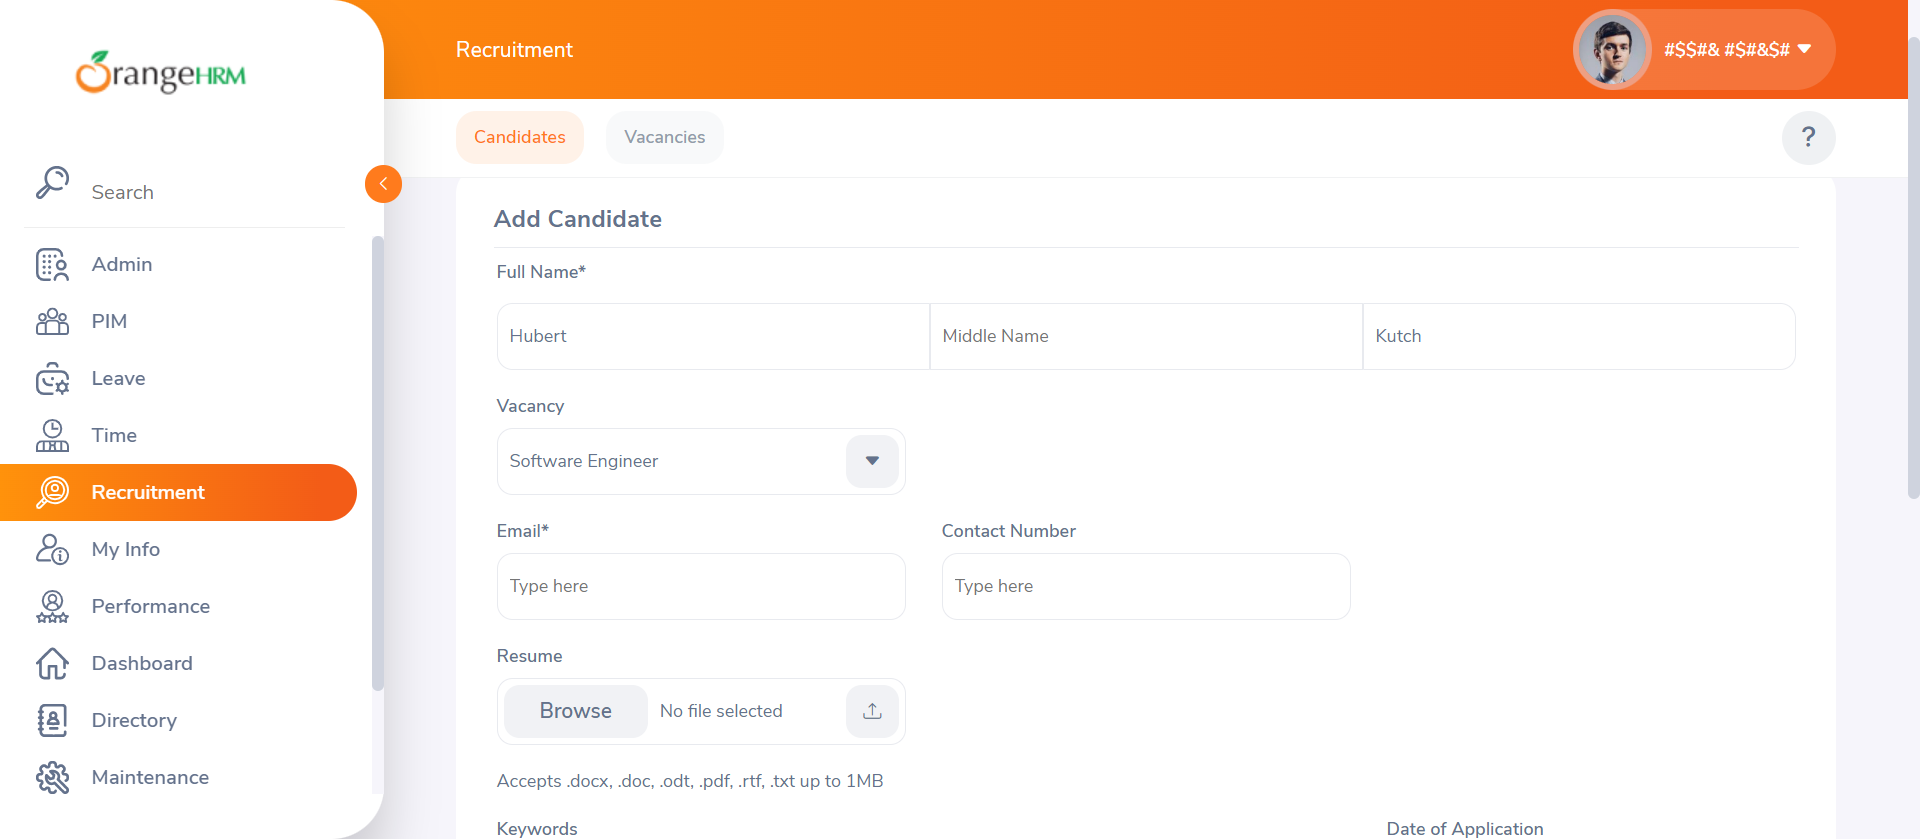 OrangeHRM
Recruitment
#$$#& #$#&$#
Candidates
Vacancies
?
Search
Admin
PIM
Leave
Time
Recruitment
My Info
Performance
Dashboard
Directory
Maintenance
Add Candidate
Full Name*
Hubert
Middle Name
Kutch
Vacancy
Software Engineer
Email*
Contact Number
Type here
Type here
Resume
Browse
No file selected
Accepts .docx, .doc, .odt, .pdf, .rtf, .txt up to 1MB
Keywords
Date of Application